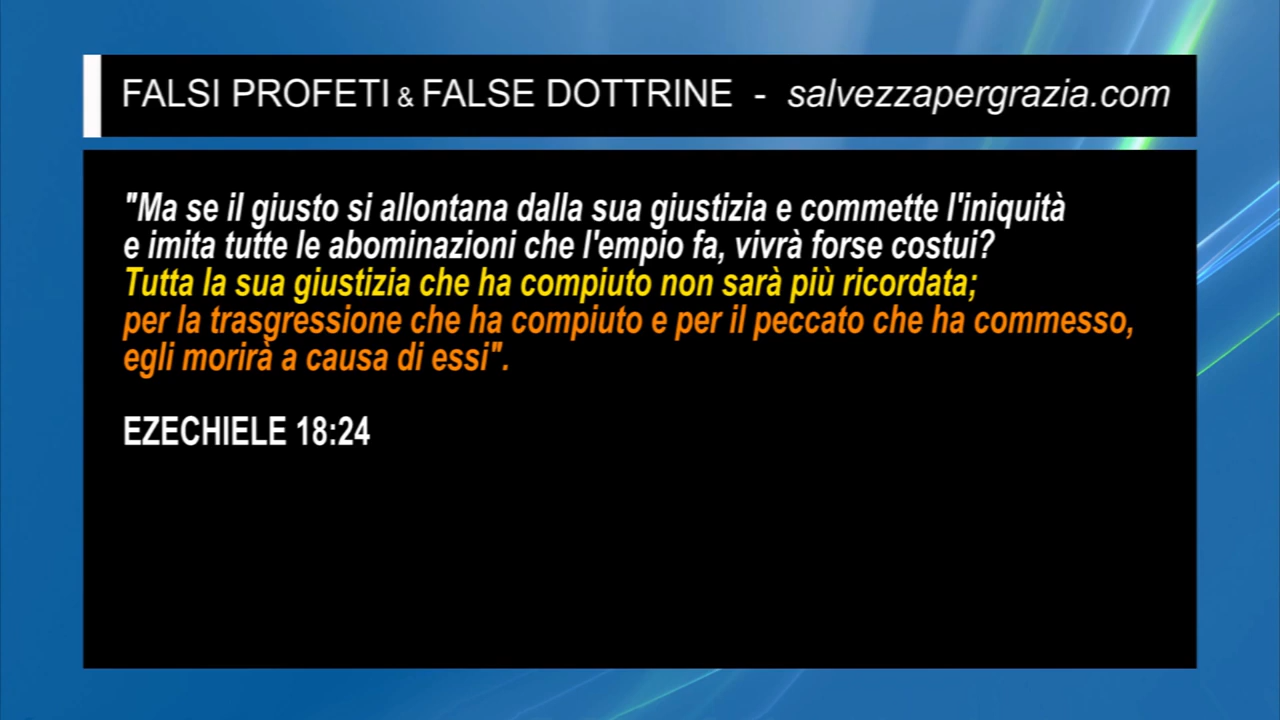 FALSI PROFETI & FALSE DOTTRINE - salvezzapergrazia.com
"Ma se il giusto si allontana dalla sua giustizia e commette l'iniquità
e imita tutte le abominazioni che l'empio fa, vivrà forse costui?
Tutta la sua giustizia che ha compiuto non sarà più ricordata;
per la trasgressione che ha compiuto e per il peccato che ha commesso,
egli morirà a causa di essi".
EZECHIELE 18:24